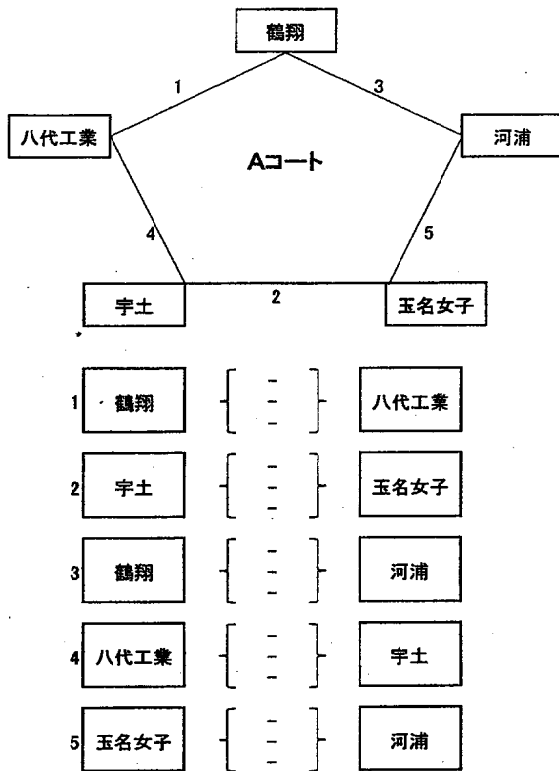 鶴翔
1 3
八代工業 河浦
Aコート
4 5
宇土 2 玉名女子
1 鶴翔 - - - 八代工業
2 宇土 - - - 玉名女子
3 鶴翔 - - - 河浦
4 八代工業 - - - 宇土
5 玉名女子 - - - 河浦